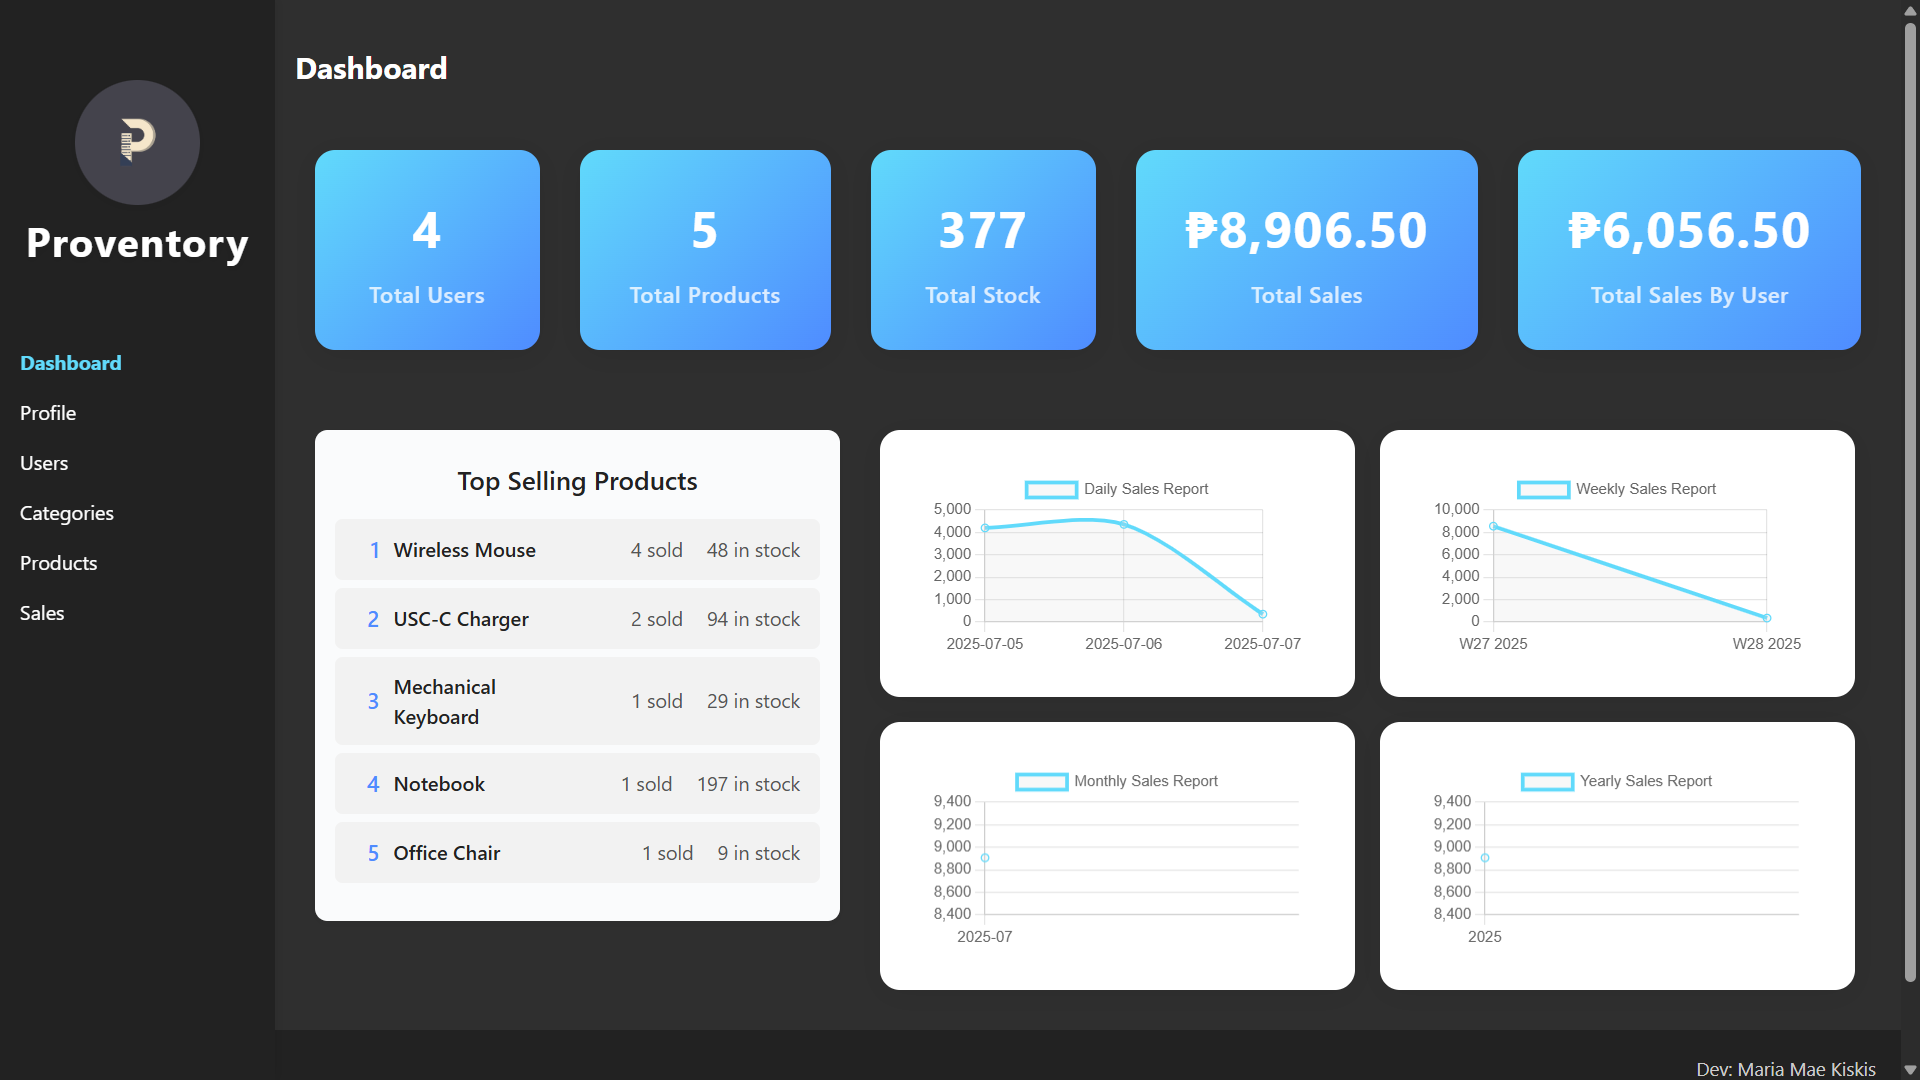 Proventory
Dashboard
Profile
Users
Categories
Products
Sales
Dashboard
4
Total Users
5
Total Products
377
Total Stock
₱8,906.50
Total Sales
₱6,056.50
Total Sales By User
Top Selling Products
1 Wireless Mouse 4 sold 48 in stock
2 USC-C Charger 2 sold 94 in stock
3 Mechanical
Keyboard 1 sold 29 in stock
4 Notebook 1 sold 197 in stock
5 Office Chair 1 sold 9 in stock
Daily Sales Report
5,000
4,000
3,000
2,000
1,000
0
2025-07-05 2025-07-06 2025-07-07
Weekly Sales Report
10,000
8,000
6,000
4,000
2,000
0
W27 2025 W28 2025
Monthly Sales Report
9,400
9,200
9,000
8,800
8,600
8,400
2025-07
Yearly Sales Report
9,400
9,200
9,000
8,800
8,600
8,400
2025
Dev: Maria Mae Kiskis